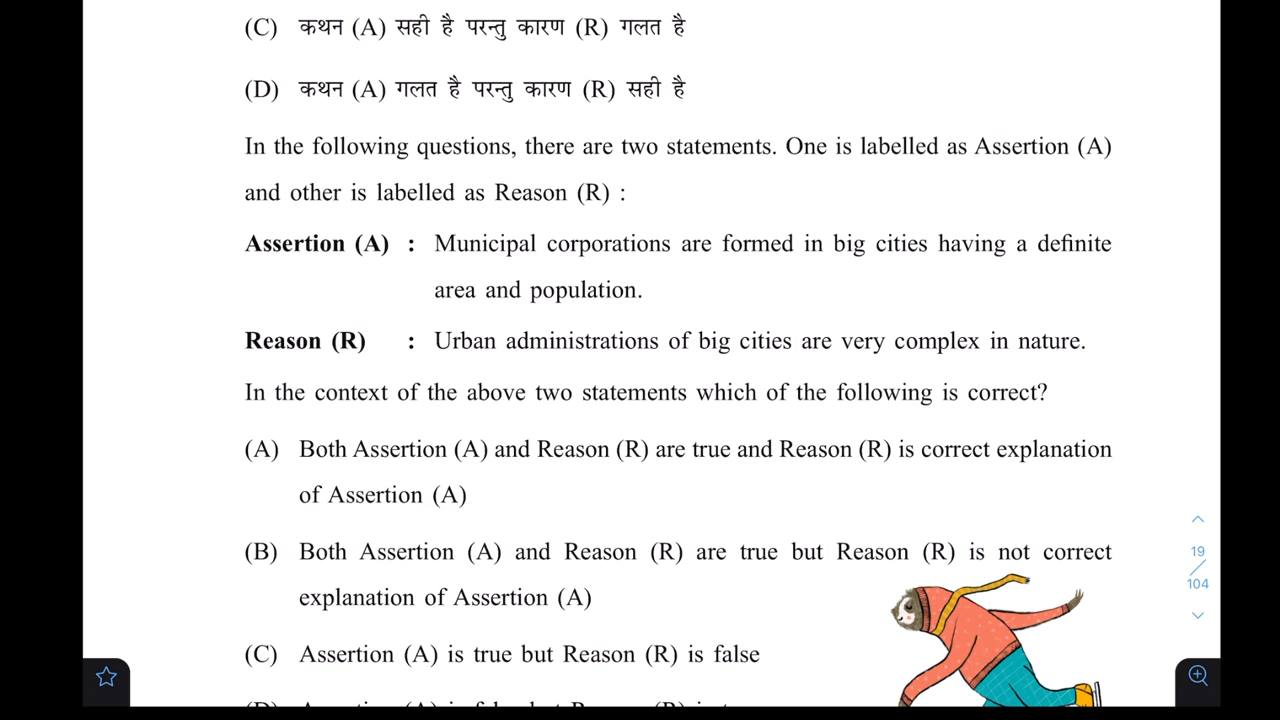 (C) कथन (A) सही है परन्तु कारण (R) गलत है
(D) कथन (A) गलत है परन्तु कारण (R) सही है
In the following questions, there are two statements. One is labelled as Assertion (A)
and other is labelled as Reason (R) :
Assertion (A) : Municipal corporations are formed in big cities having a definite
area and population.
Reason (R) : Urban administrations of big cities are very complex in nature.
In the context of the above two statements which of the following is correct?
(A) Both Assertion (A) and Reason (R) are true and Reason (R) is correct explanation
of Assertion (A)
(B) Both Assertion (A) and Reason (R) are true but Reason (R) is not correct
explanation of Assertion (A)
(C) Assertion (A) is true but Reason (R) is false
19
104